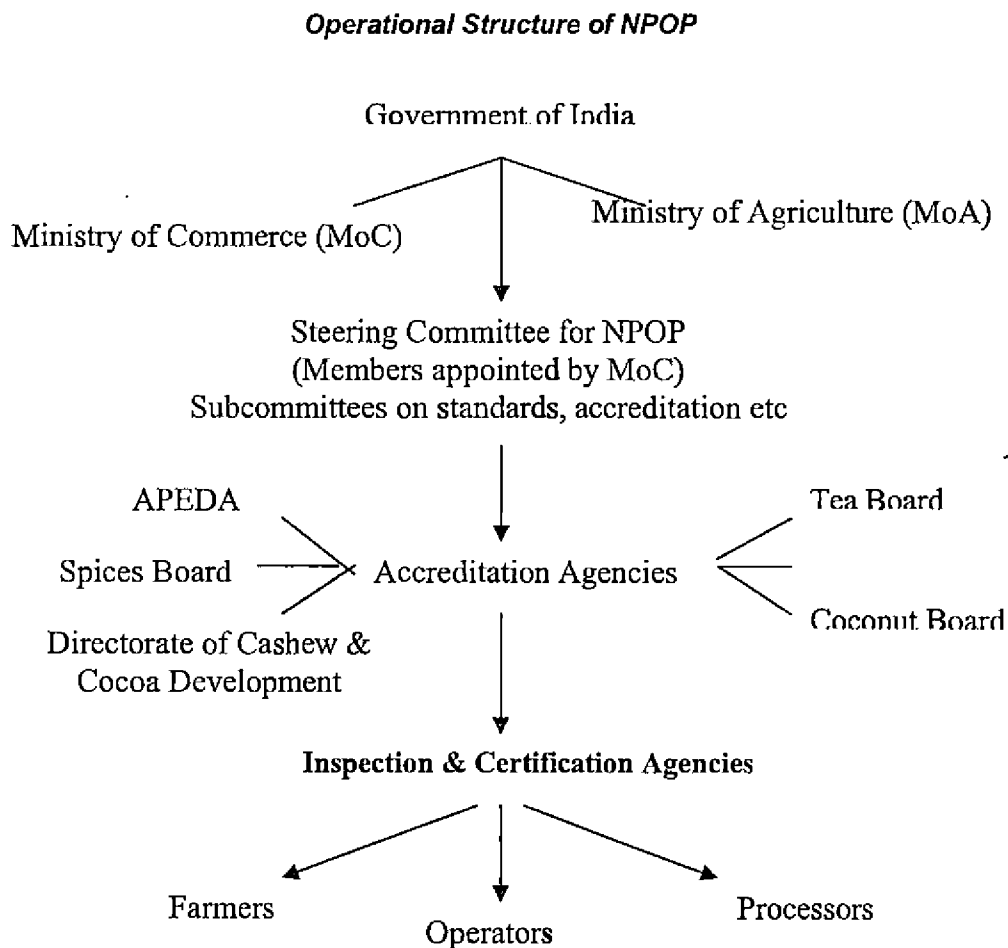 Operational Structure of NPOP
Government of India
Ministry of Commerce (MoC)
Ministry of Agriculture (MoA)
Steering Committee for NPOP
(Members appointed by MoC)
Subcommittees on standards, accreditation etc
APEDA
Tea Board
Spices Board
Accreditation Agencies
Coconut Board
Directorate of Cashew &
Cocoa Development
Inspection & Certification Agencies
Farmers
Operators
Processors